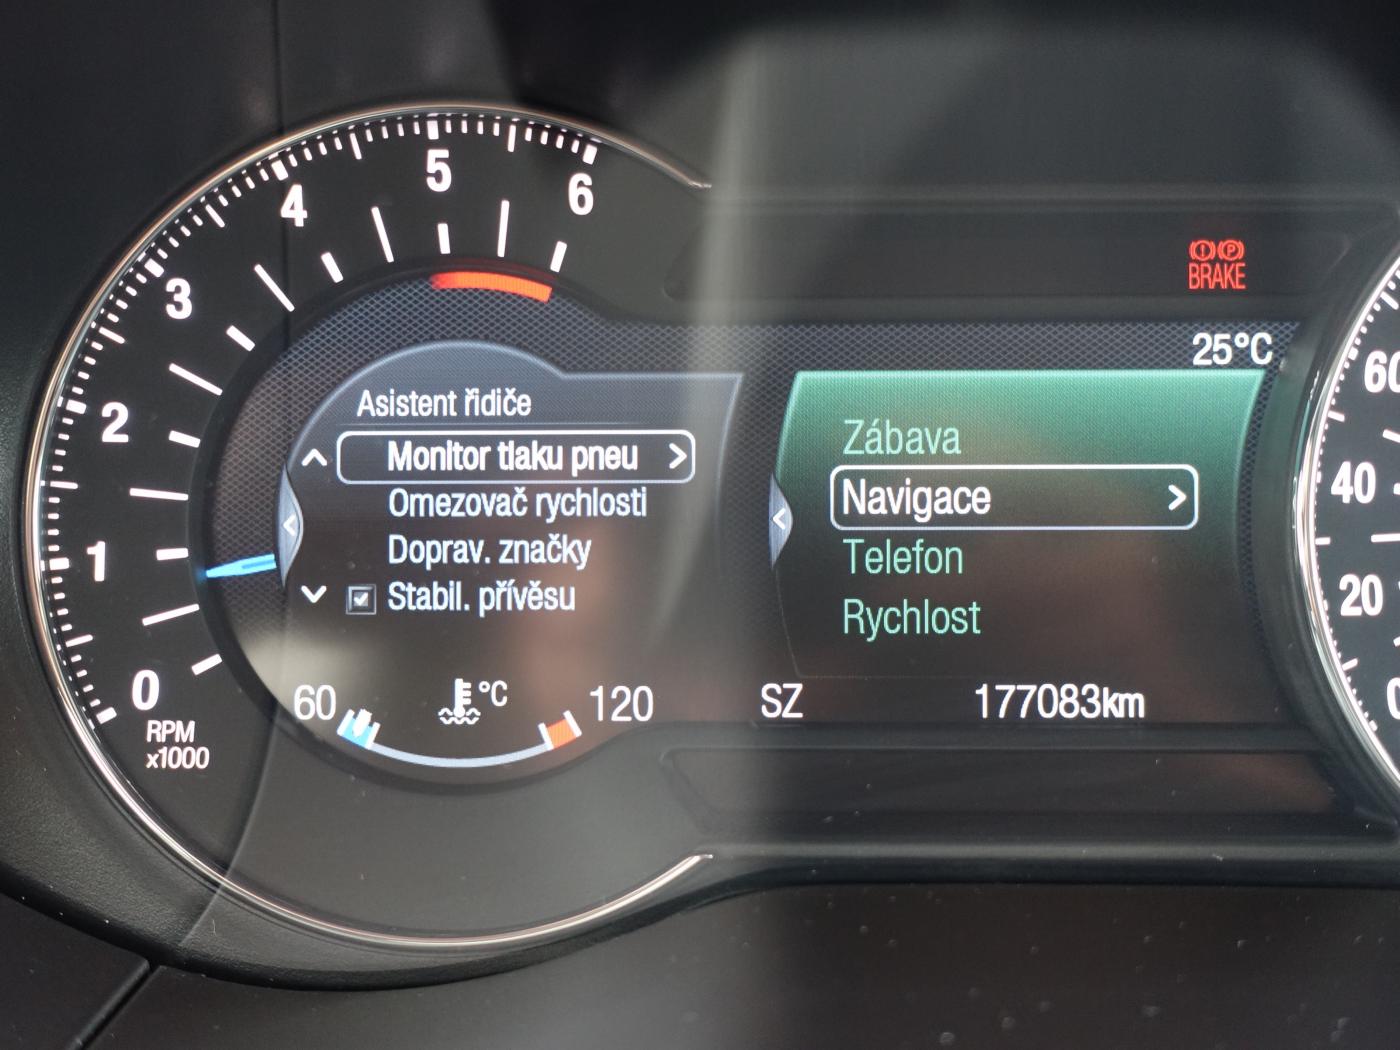 5
4
6
3
2
1
0
RPM
x1000
BRAKE
25°C
Asistent řidiče
Monitor tlaku pneu
Omezovač rychlosti
Doprav. značky
Stabil. přívěsu
60
°C
120
Zábava
Navigace
Telefon
Rychlost
SZ
177083km
60
40
20
0